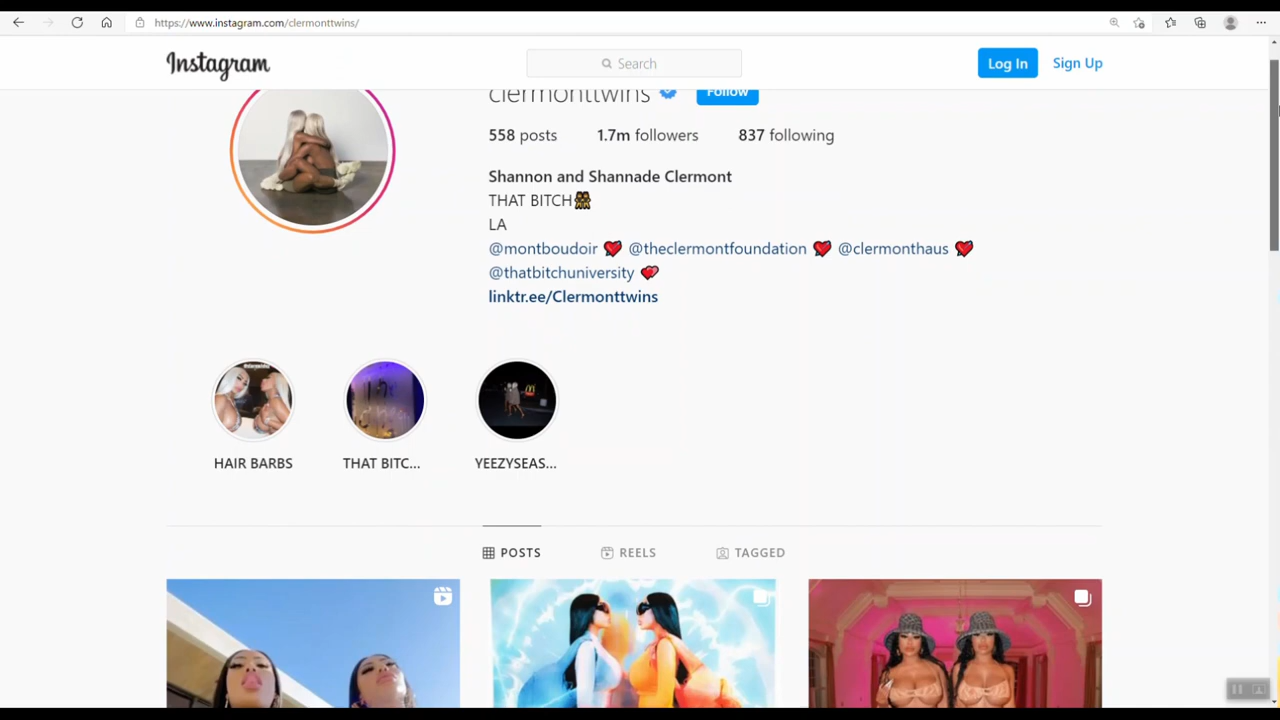 https://www.instagram.com/clermonttwins/
Instagram
Search
Log In
Sign Up
clermonttwins
Follow
558 posts 1.7m followers 837 following
Shannon and Shannade Clermont
THAT BITCH
LA
@montboudoir @theclermontfoundation @clermonthaus
@thatbitchuniversity
linktr.ee/Clermonttwins
HAIR BARBS THAT BITC... YEEZYSEAS...
POSTS REELS TAGGED